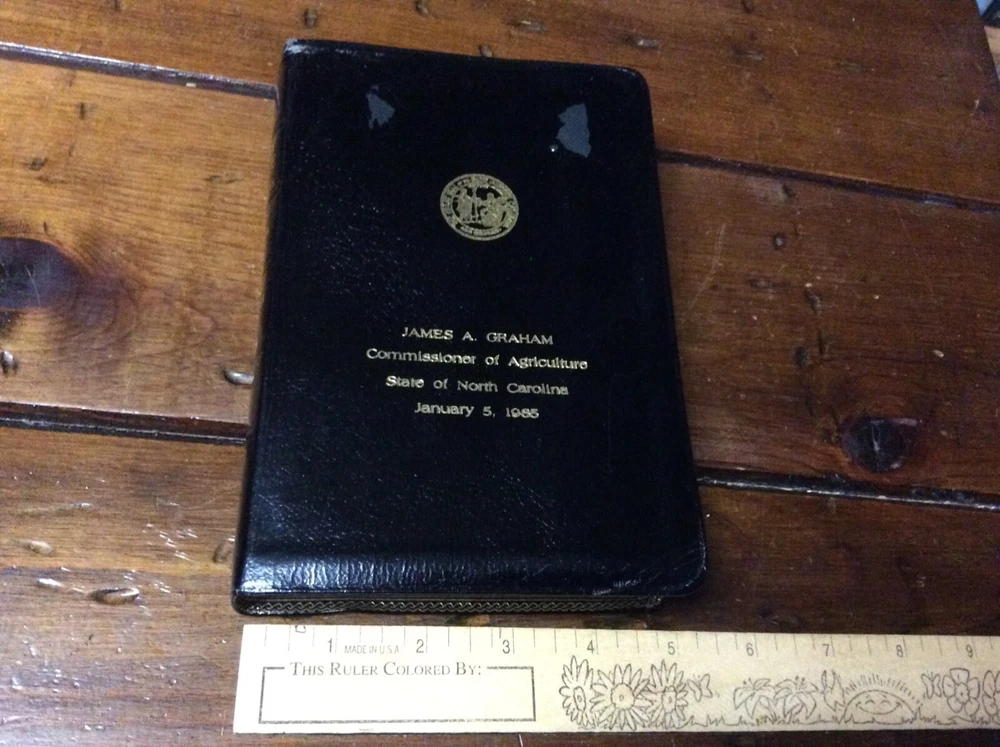 JAMES A. GRAHAM
Commissioner of Agriculture
State of North Carolina
January 5, 1985
1 MADE IN U.S.A 2 3 4 5 6 7 8 9
THIS RULER COLORED BY: